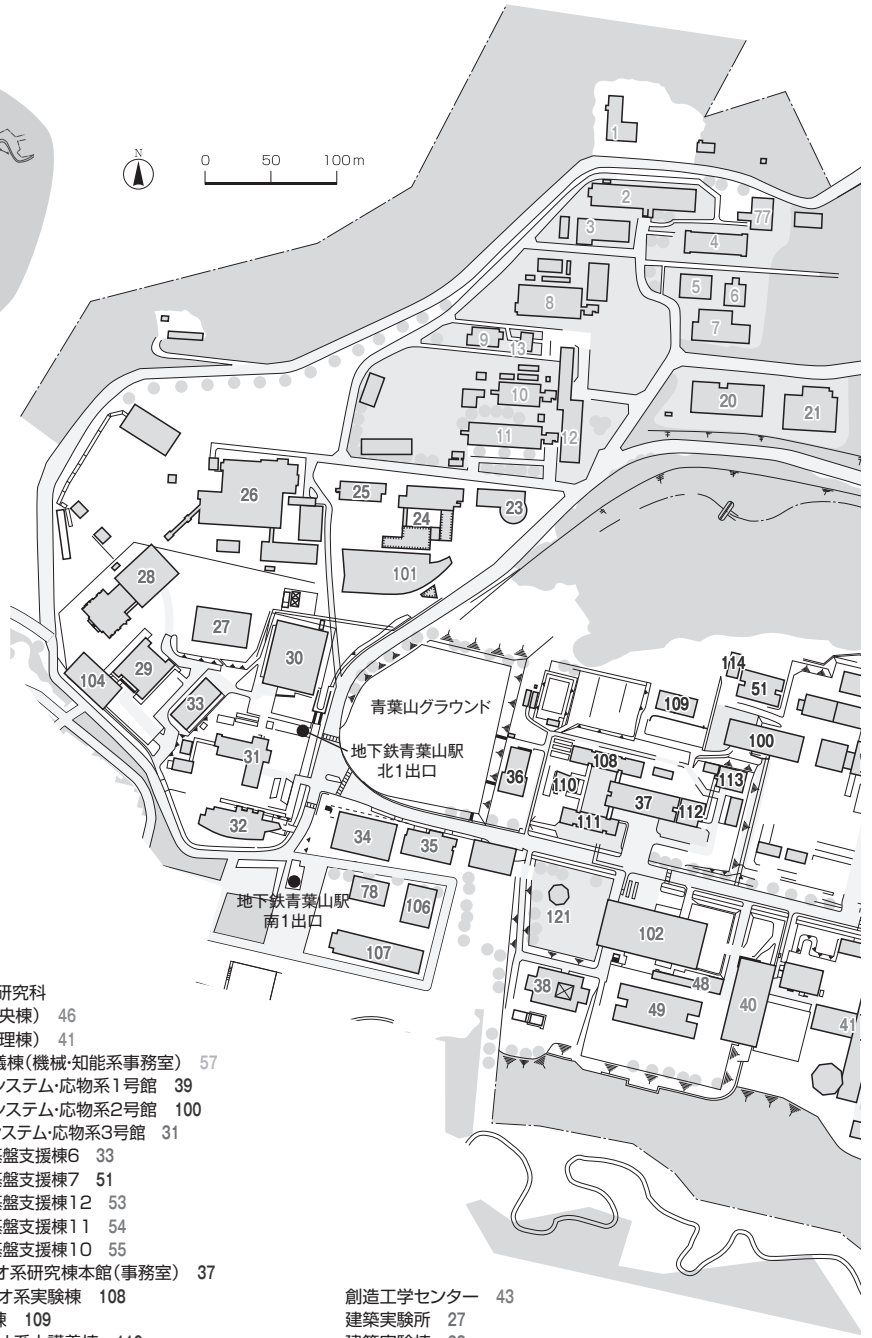 1
N
0 50 100m
2
77
3
4
5
6
8
7
9
13
10
20
21
11
12
25
23
26
24
101
28
27
30
29
104
33
114
51
109
青葉山グラウンド
100
地下鉄青葉山駅
北1出口
31
36
108
110
113
37
112
111
32
34
35
78
地下鉄青葉山駅
南1出口
106
121
102
107
38
48
49
40
41
研究科
央棟) 46
理棟) 41
義棟(機械・知能系事務室) 57
システム・応物系1号館 39
システム・応物系2号館 100
システム・応物系3号館 31
基盤支援棟6 33
基盤支援棟7 51
基盤支援棟12 53
基盤支援棟11 54
基盤支援棟10 55
オ系研究棟本館(事務室) 37
オ系実験棟 108
棟 109
創造工学センター 43
建築実験所 27